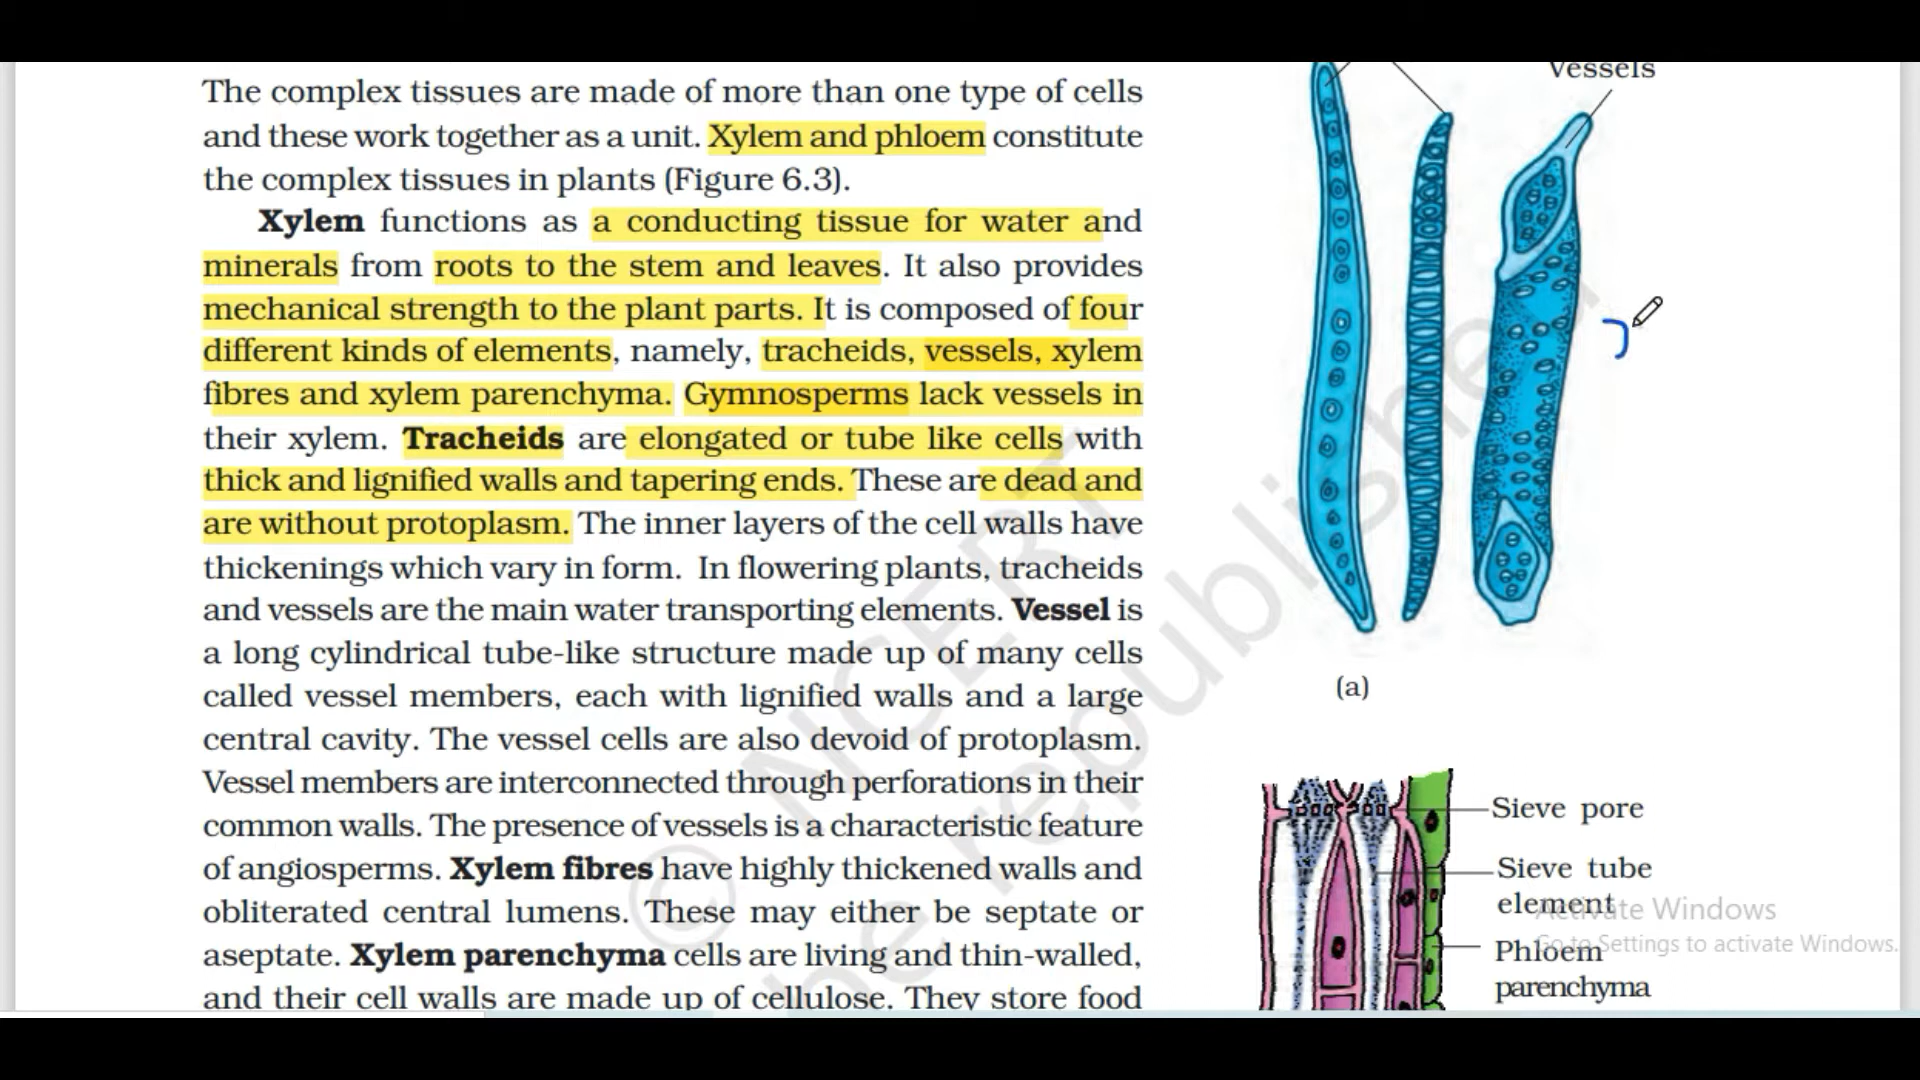 The complex tissues are made of more than one type of cells
and these work together as a unit. Xylem and phloem constitute
the complex tissues in plants (Figure 6.3).
Xylem functions as a conducting tissue for water and
minerals from roots to the stem and leaves. It also provides
mechanical strength to the plant parts. It is composed of four
different kinds of elements, namely, tracheids, vessels, xylem
fibres and xylem parenchyma. Gymnosperms lack vessels in
their xylem. Tracheids are elongated or tube like cells with
thick and lignified walls and tapering ends. These are dead and
are without protoplasm. The inner layers of the cell walls have
thickenings which vary in form. In flowering plants, tracheids
and vessels are the main water transporting elements. Vessel is
a long cylindrical tube-like structure made up of many cells
called vessel members, each with lignified walls and a large
central cavity. The vessel cells are also devoid of protoplasm.
Vessel members are interconnected through perforations in their
common walls. The presence of vessels is a characteristic feature
of angiosperms. Xylem fibres have highly thickened walls and
obliterated central lumens. These may either be septate or
aseptate. Xylem parenchyma cells are living and thin-walled,
and their cell walls are made up of cellulose. They store food
Vessels
(a)
Sieve pore
Sieve tube
element
Phloem
parenchyma
Activate Windows
Go to Settings to activate Windows.
© NCERT
be republished